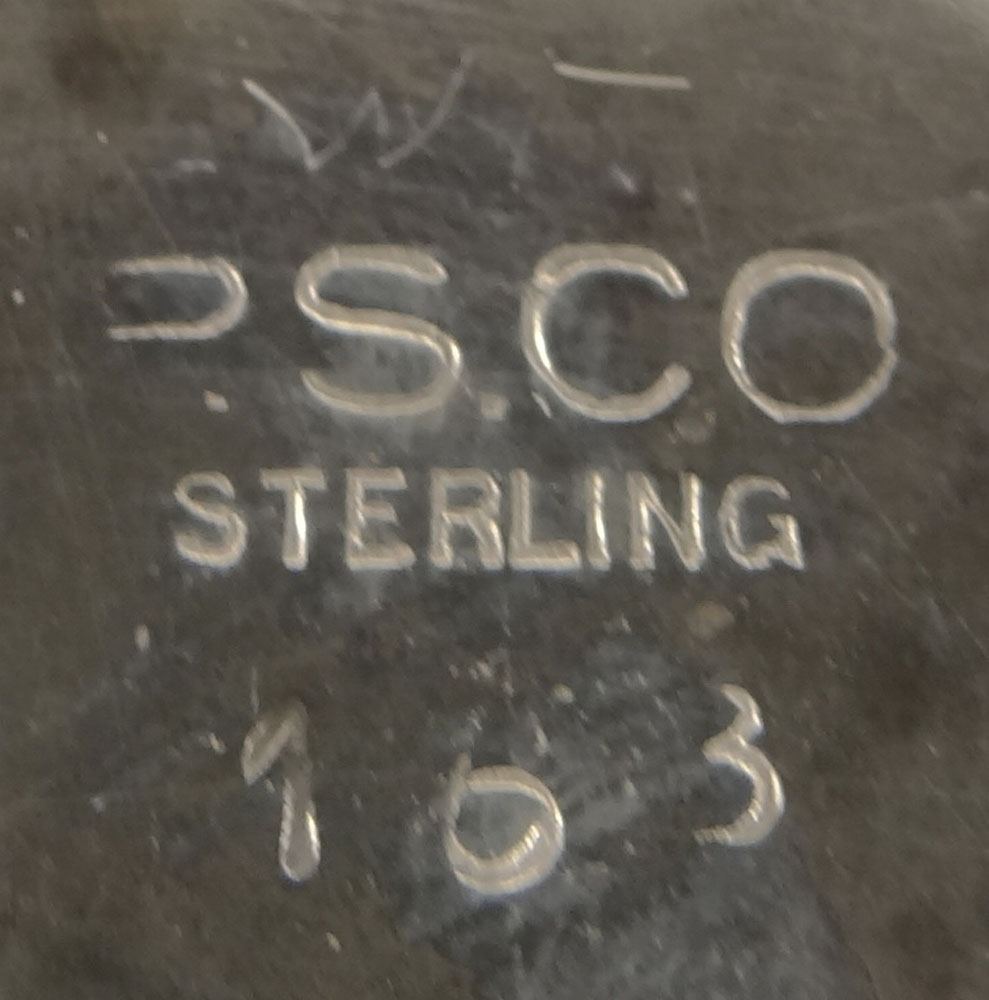 P.S.CO
STERLING
163